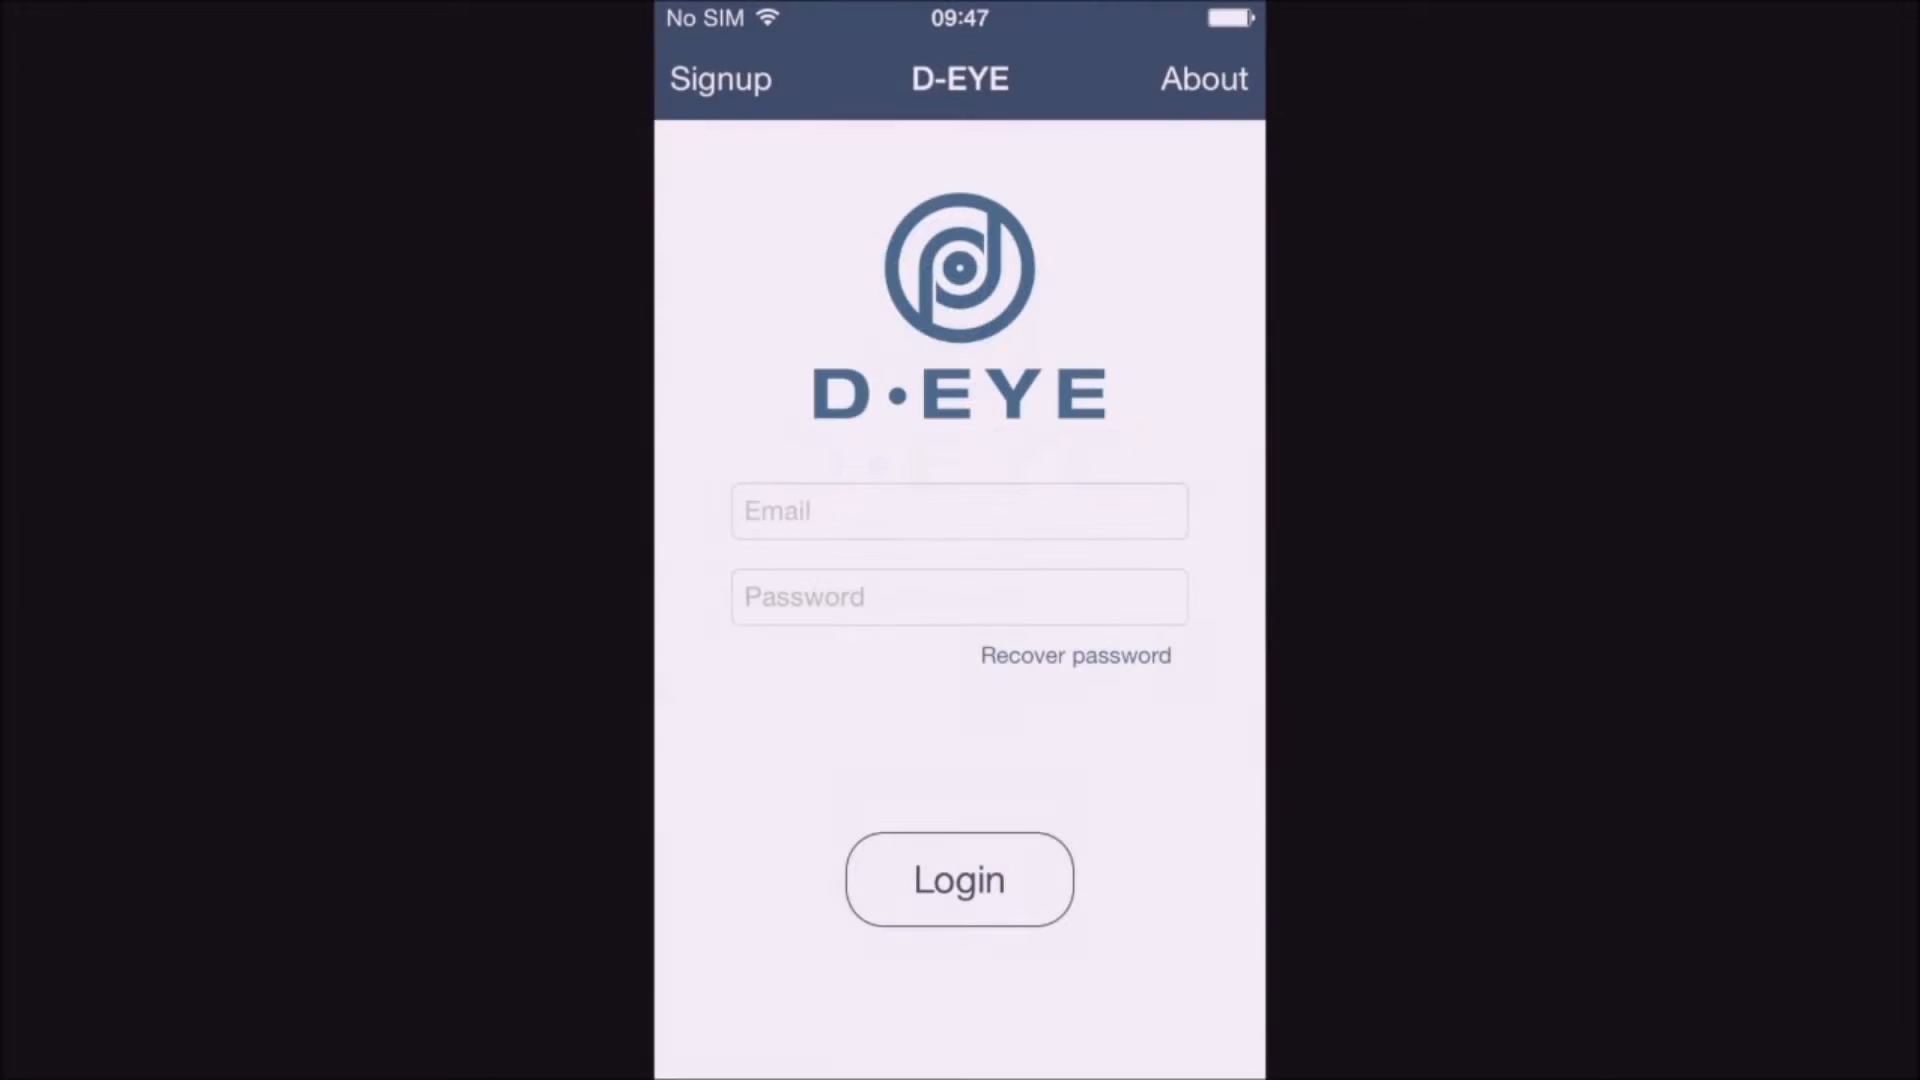 No SIM 09:47
Signup D-EYE About
D•EYE
Email
Password
Recover password
Login